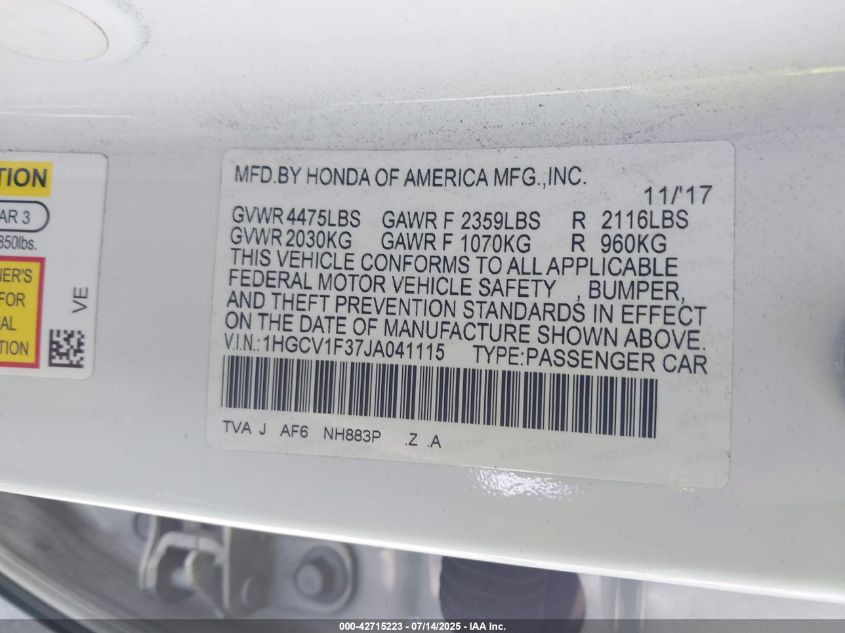 TION
AR 3
850lbs.
NER'S
FOR
AL
TION
VE
MFD.BY HONDA OF AMERICA MFG.,INC.
11/'17
GVWR 4475LBS GAWR F 2359LBS R 2116LBS
GVWR 2030KG GAWR F 1070KG R 960KG
THIS VEHICLE CONFORMS TO ALL APPLICABLE
FEDERAL MOTOR VEHICLE SAFETY , BUMPER,
AND THEFT PREVENTION STANDARDS IN EFFECT
ON THE DATE OF MANUFACTURE SHOWN ABOVE.
V.I.N.:1HGCV1F37JA041115 TYPE:PASSENGER CAR
TVA J AF6 NH883P .Z .A
000-42715223 - 07/14/2025 - IAA Inc.